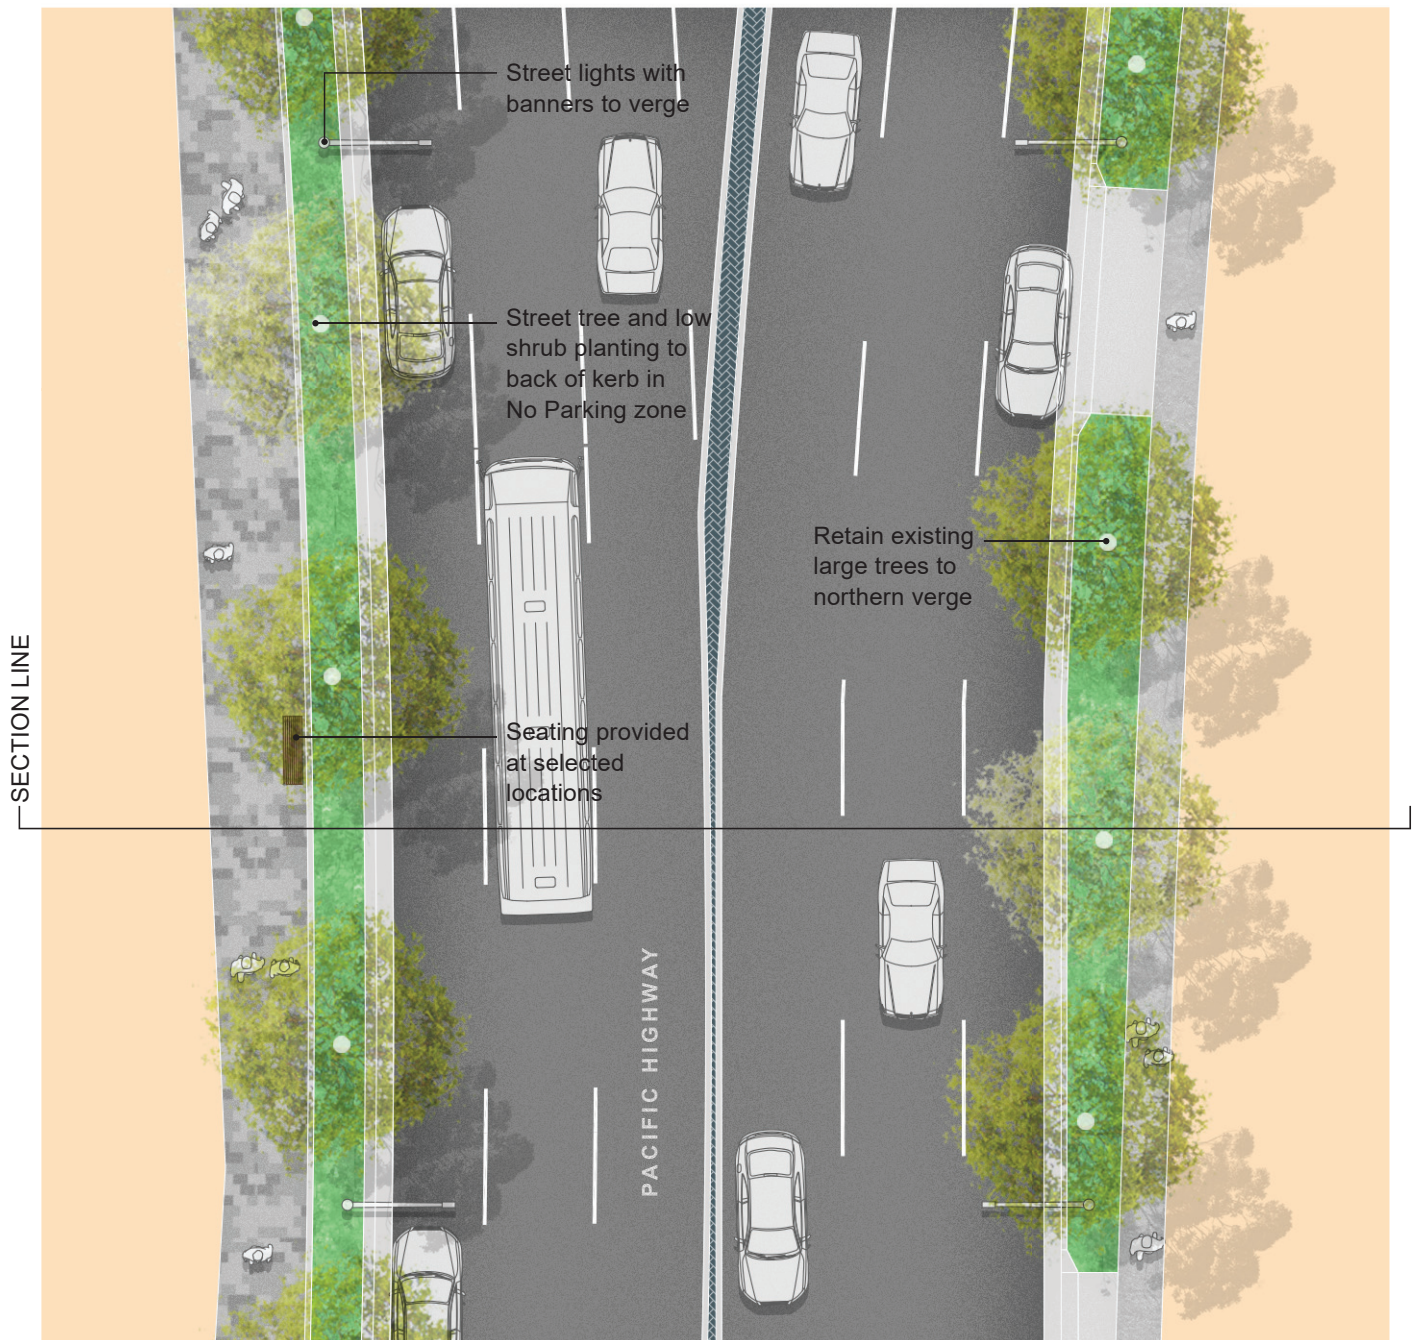 Street lights with
banners to verge
Street tree and low
shrub planting to
back of kerb in
No Parking zone
Retain existing
large trees to
northern verge
SECTION LINE
Seating provided
at selected
locations
PACIFIC HIGHWAY